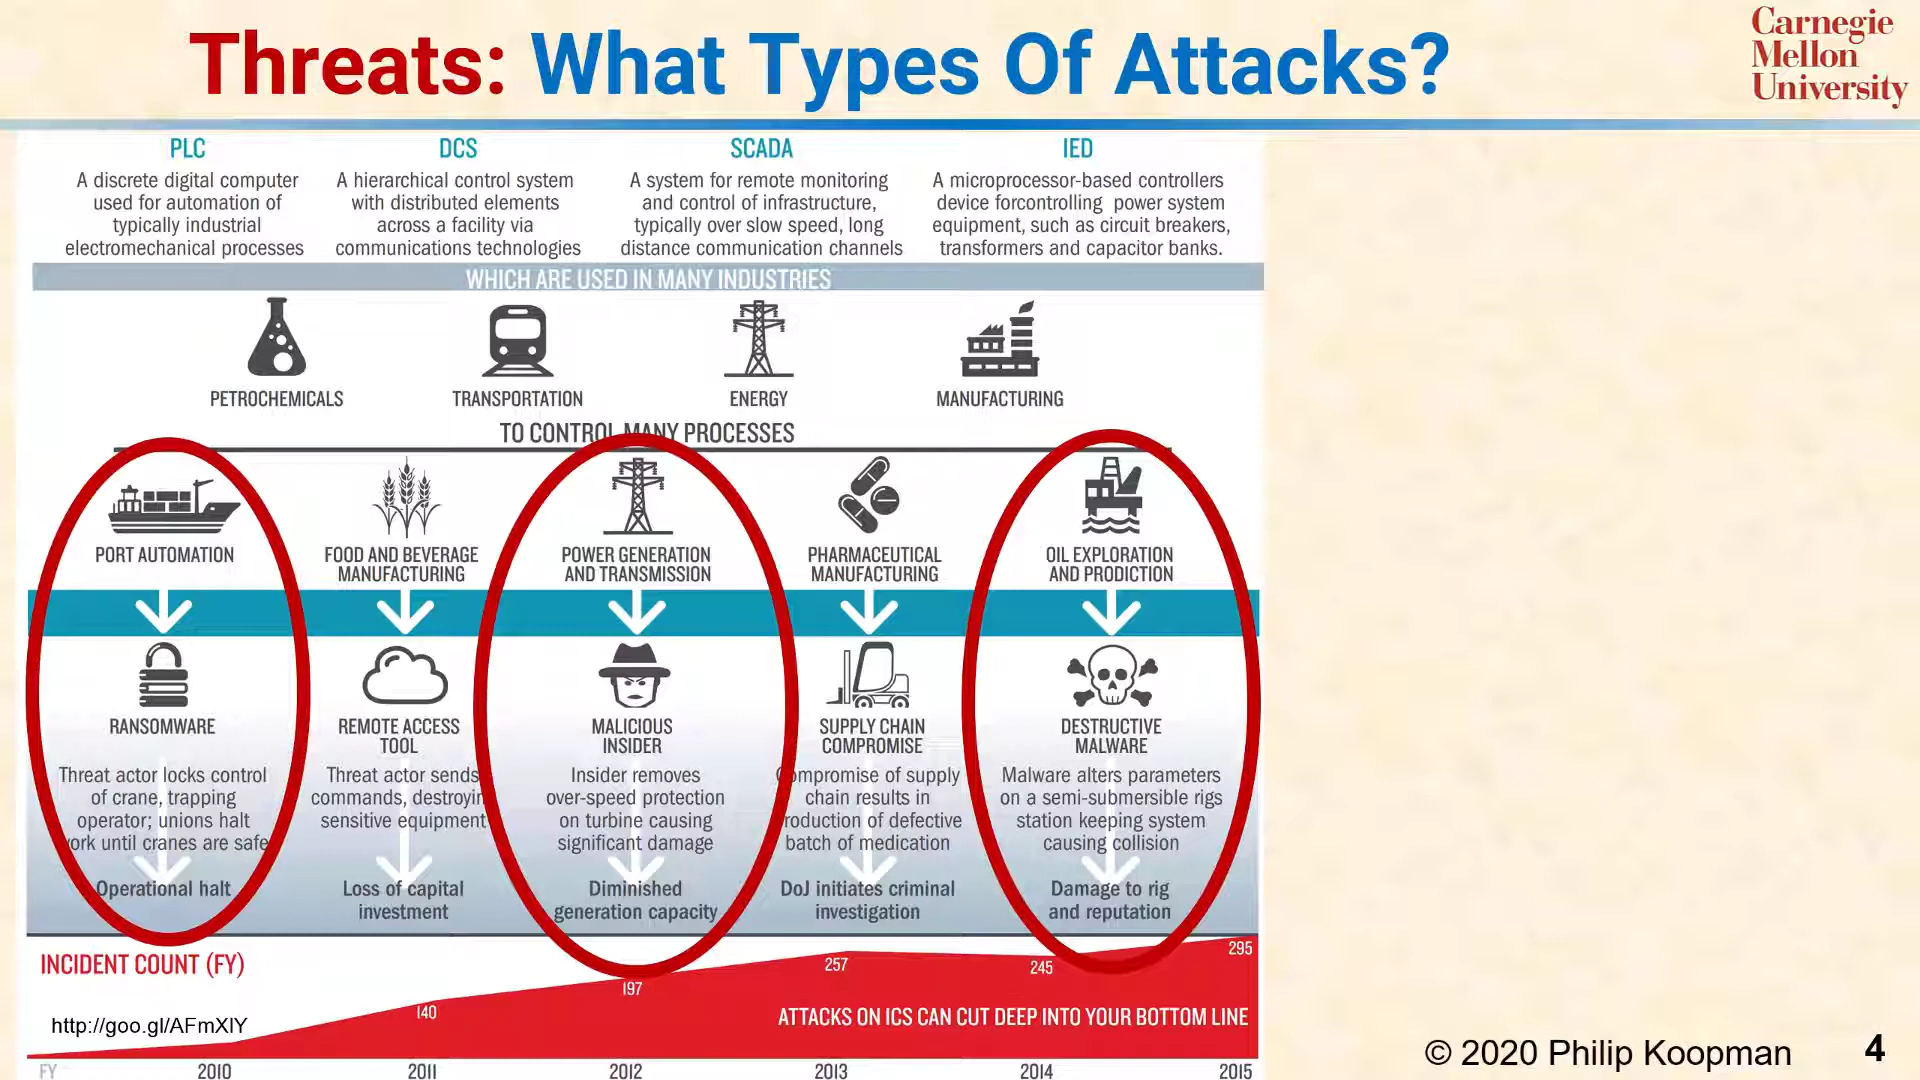 Threats: What Types Of Attacks?
Carnegie
Mellon
University
PLC
A discrete digital computer
used for automation of
typically industrial
electromechanical processes
DCS
A hierarchical control system
with distributed elements
across a facility via
communications technologies
SCADA
A system for remote monitoring
and control of infrastructure,
typically over slow speed, long
distance communication channels
IED
A microprocessor-based controllers
device forcontrolling power system
equipment, such as circuit breakers,
transformers and capacitor banks.
WHICH ARE USED IN MANY INDUSTRIES
PETROCHEMICALS
TRANSPORTATION
ENERGY
MANUFACTURING
TO CONTROL MANY PROCESSES
PORT AUTOMATION
FOOD AND BEVERAGE
MANUFACTURING
POWER GENERATION
AND TRANSMISSION
PHARMACEUTICAL
MANUFACTURING
OIL EXPLORATION
AND PRODICTION
RANSOMWARE
Threat actor locks control
of crane, trapping
operator; unions halt
work until cranes are safe
Operational halt
REMOTE ACCESS
TOOL
Threat actor sends
commands, destroying
sensitive equipment
Loss of capital
investment
MALICIOUS
INSIDER
Insider removes
over-speed protection
on turbine causing
significant damage
Diminished
generation capacity
SUPPLY CHAIN
COMPROMISE
Compromise of supply
chain results in
production of defective
batch of medication
DoJ initiates criminal
investigation
DESTRUCTIVE
MALWARE
Malware alters parameters
on a semi-submersible rigs
station keeping system
causing collision
Damage to rig
and reputation
INCIDENT COUNT (FY)
140
197
257
245
295
ATTACKS ON ICS CAN CUT DEEP INTO YOUR BOTTOM LINE
http://goo.gl/AFmXIY
FY 2010 2011 2012 2013 2014 2015
© 2020 Philip Koopman
4